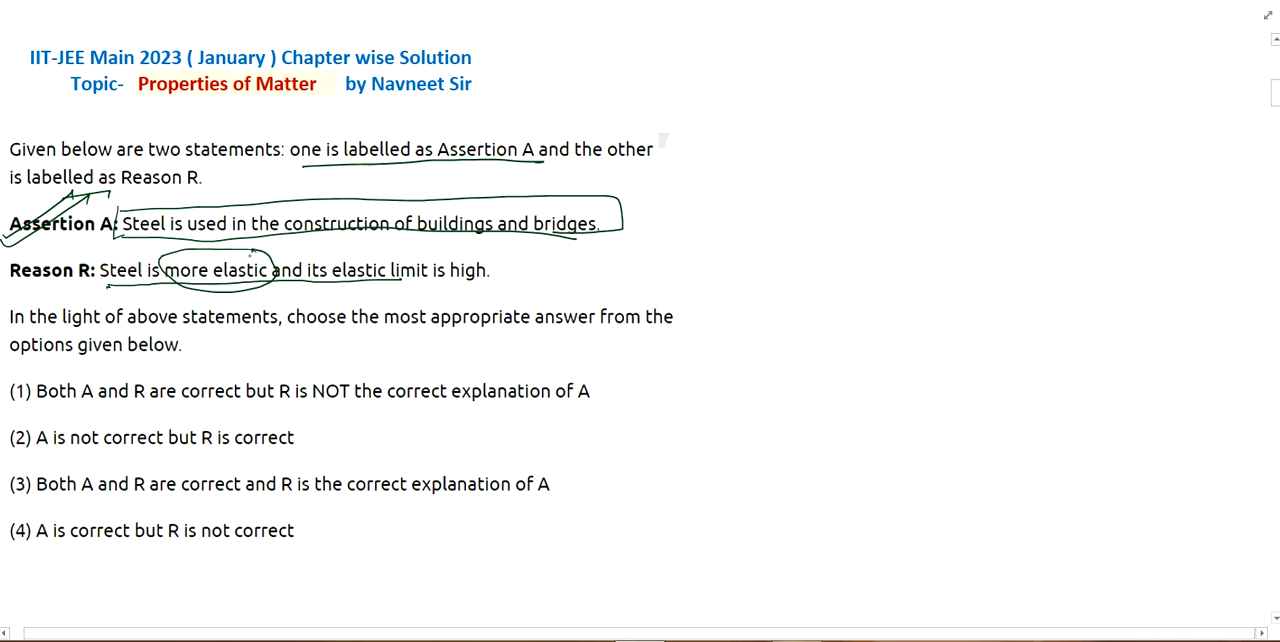 IIT-JEE Main 2023 ( January ) Chapter wise Solution
Topic- Properties of Matter by Navneet Sir
Given below are two statements: one is labelled as Assertion A and the other
is labelled as Reason R.
Assertion A: Steel is used in the construction of buildings and bridges.
Reason R: Steel is more elastic and its elastic limit is high.
In the light of above statements, choose the most appropriate answer from the
options given below.
(1) Both A and R are correct but R is NOT the correct explanation of A
(2) A is not correct but R is correct
(3) Both A and R are correct and R is the correct explanation of A
(4) A is correct but R is not correct